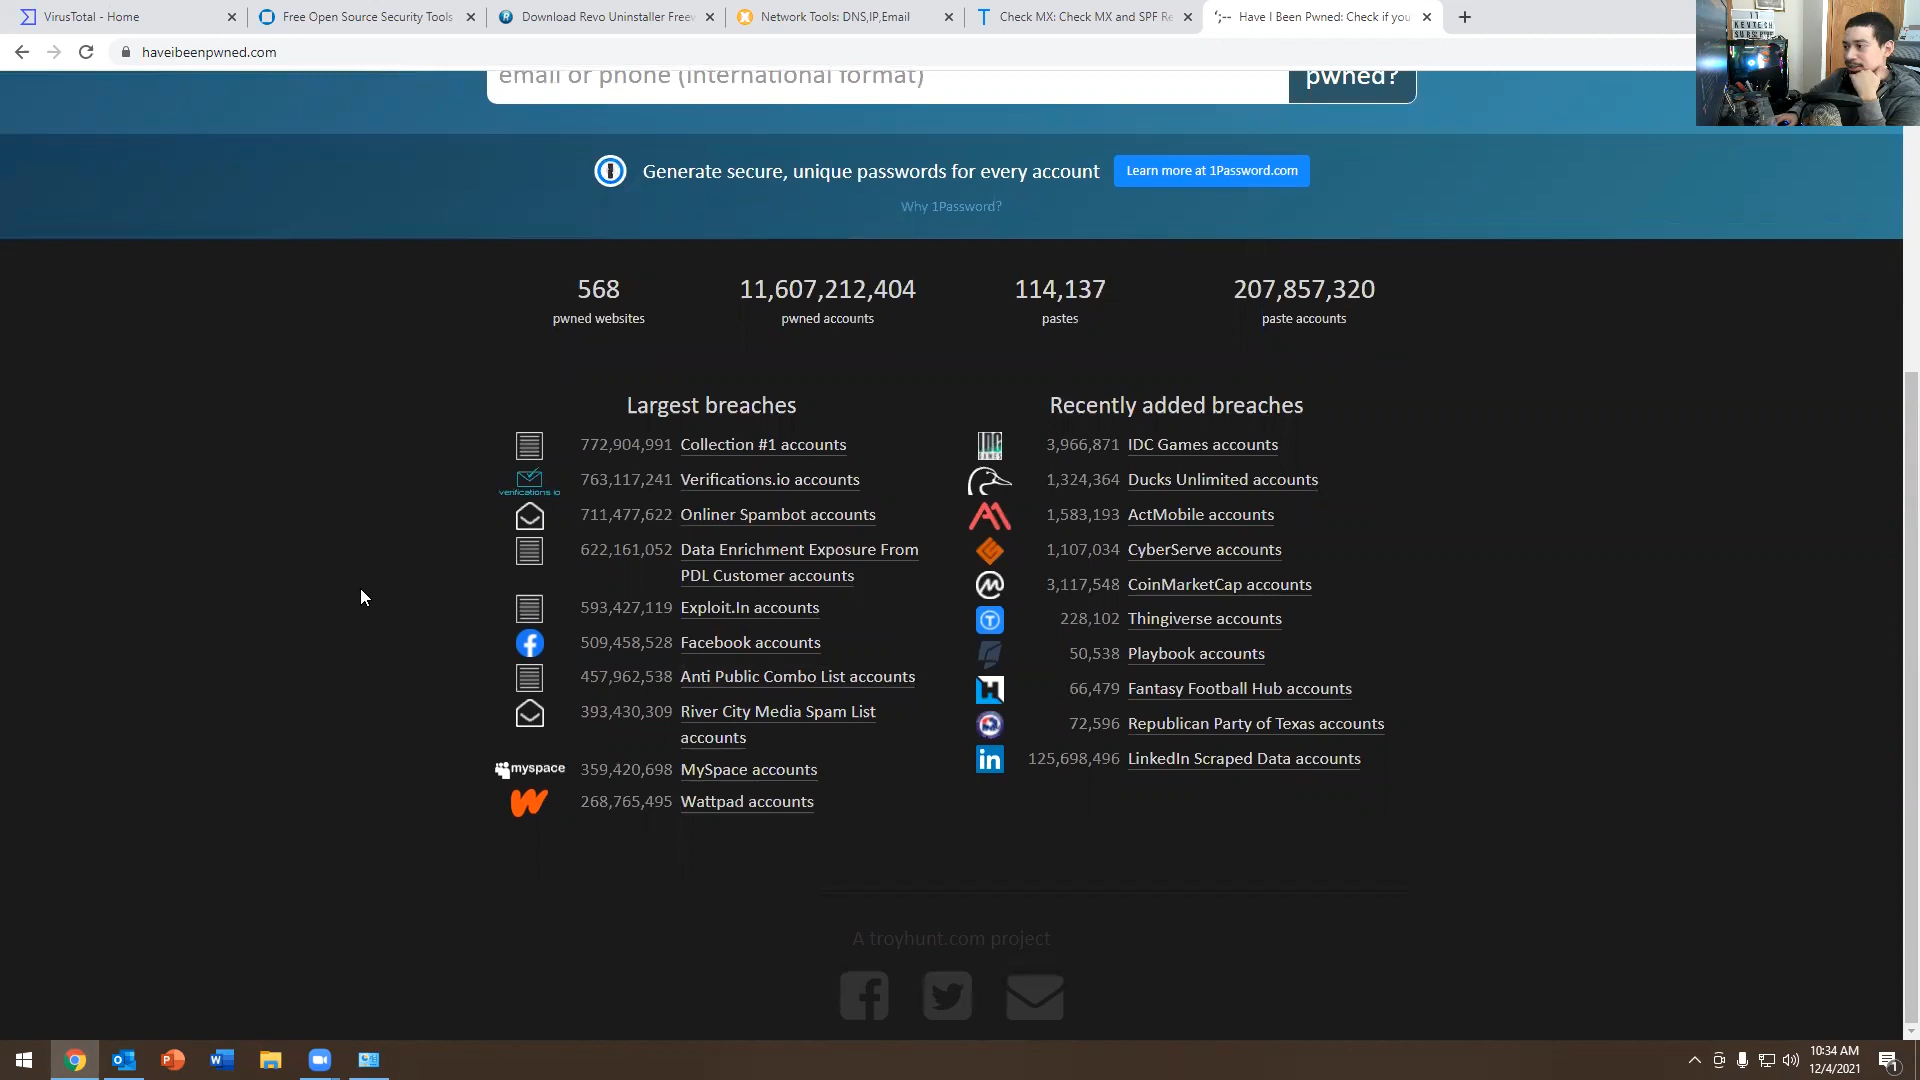 VirusTotal - Home
Free Open Source Security Tools
Download Revo Uninstaller Freew
Network Tools: DNS,IP,Email
Check MX: Check MX and SPF Re
Have I Been Pwned: Check if you
haveibeenpwned.com
KEVTECH
email or phone (international format)
pwned?
Generate secure, unique passwords for every account
Learn more at 1Password.com
Why 1Password?
568
pwned websites
11,607,212,404
pwned accounts
114,137
pastes
207,857,320
paste accounts
Largest breaches
772,904,991 Collection #1 accounts
verifications.io
763,117,241 Verifications.io accounts
711,477,622 Onliner Spambot accounts
622,161,052 Data Enrichment Exposure From
PDL Customer accounts
593,427,119 Exploit.In accounts
509,458,528 Facebook accounts
457,962,538 Anti Public Combo List accounts
393,430,309 River City Media Spam List
accounts
myspace 359,420,698 MySpace accounts
268,765,495 Wattpad accounts
Recently added breaches
3,966,871 IDC Games accounts
1,324,364 Ducks Unlimited accounts
1,583,193 ActMobile accounts
1,107,034 CyberServe accounts
3,117,548 CoinMarketCap accounts
228,102 Thingiverse accounts
50,538 Playbook accounts
66,479 Fantasy Football Hub accounts
72,596 Republican Party of Texas accounts
in 125,698,496 LinkedIn Scraped Data accounts
A troyhunt.com project
10:34 AM
12/4/2021
1